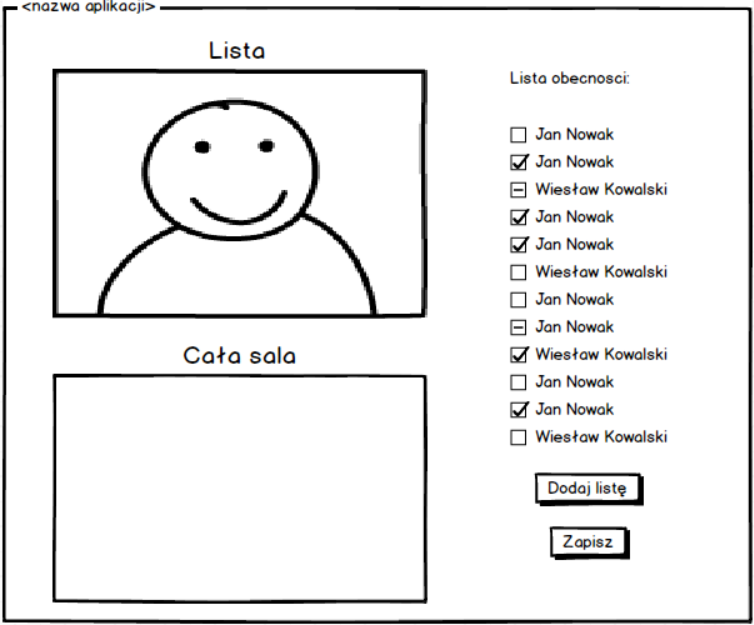 <nazwa aplikacji>
Lista
Lista obecnosci:
Jan Nowak
Jan Nowak
Wiesław Kowalski
Jan Nowak
Jan Nowak
Wiesław Kowalski
Jan Nowak
Jan Nowak
Wiesław Kowalski
Jan Nowak
Jan Nowak
Wiesław Kowalski
Cała sala
Dodaj listę
Zapisz